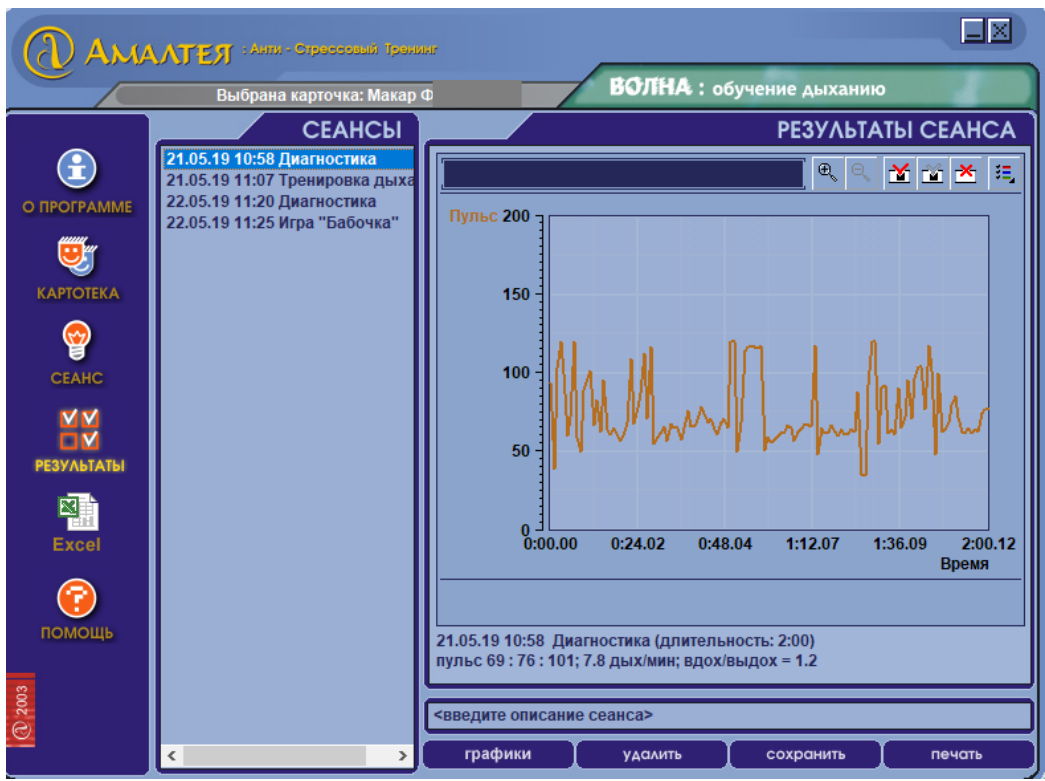 АМАЛТЕЯ : Анти - Стрессовый Тренинг
Выбрана карточка: Макар Ф
ВОЛНА : обучение дыханию
О ПРОГРАММЕ
КАРТОТЕКА
СЕАНС
РЕЗУЛЬТАТЫ
Excel
ПОМОЩЬ
2003
СЕАНСЫ
21.05.19 10:58 Диагностика
21.05.19 11:07 Тренировка дыха
22.05.19 11:20 Диагностика
22.05.19 11:25 Игра "Бабочка"
РЕЗУЛЬТАТЫ СЕАНСА
Пульс 200
150
100
50
0
0:00.00 0:24.02 0:48.04 1:12.07 1:36.09 2:00.12
Время
21.05.19 10:58 Диагностика (длительность: 2:00)
пульс 69 : 76 : 101; 7.8 дых/мин; вдох/выдох = 1.2
<введите описание сеанса>
графики удалить сохранить печать